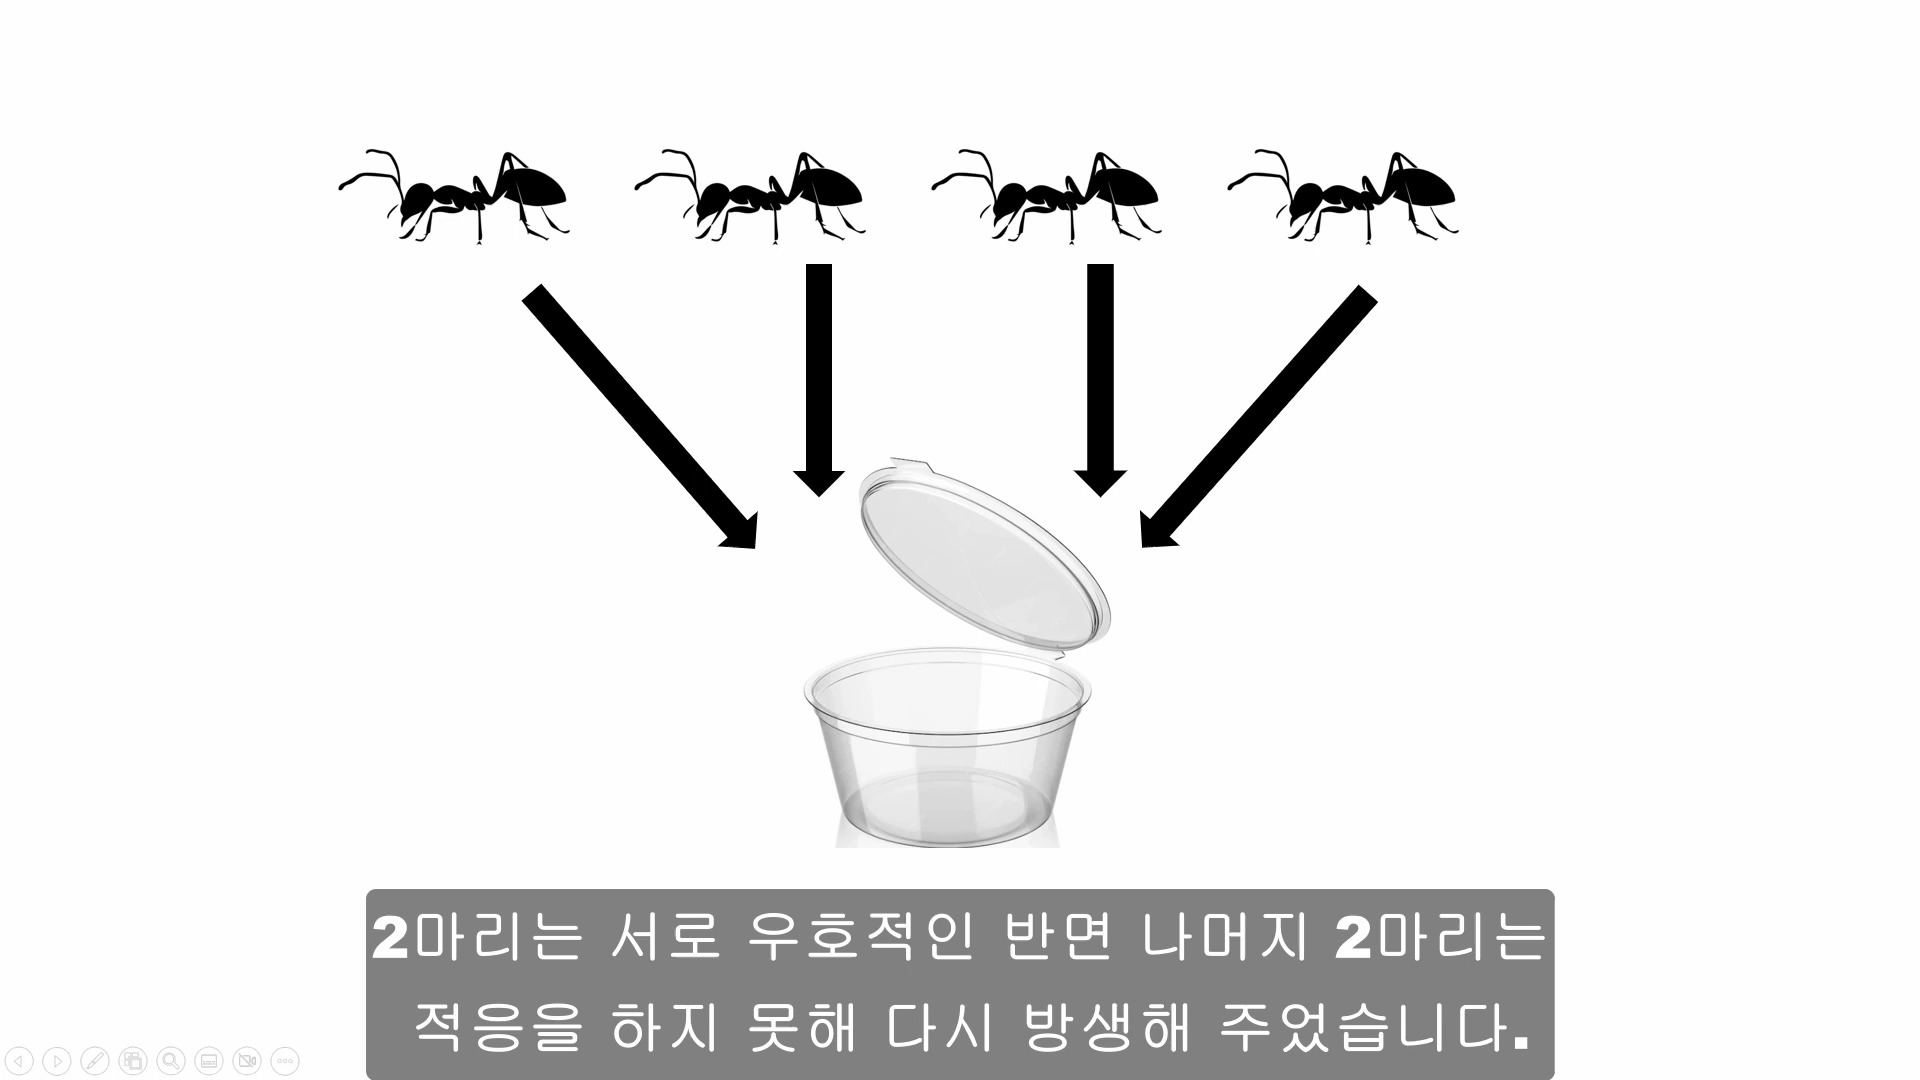 2마리는 서로 우호적인 반면 나머지 2마리는
적응을 하지 못해 다시 방생해 주었습니다.